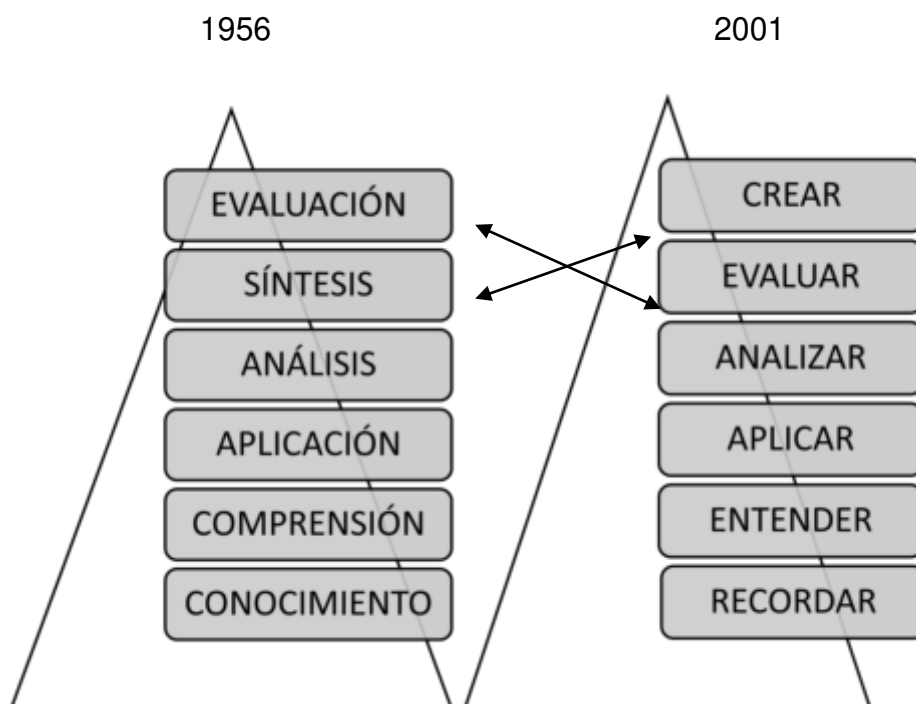 1956
2001
EVALUACIÓN
SÍNTESIS
ANÁLISIS
APLICACIÓN
COMPRENSIÓN
CONOCIMIENTO
CREAR
EVALUAR
ANALIZAR
APLICAR
ENTENDER
RECORDAR